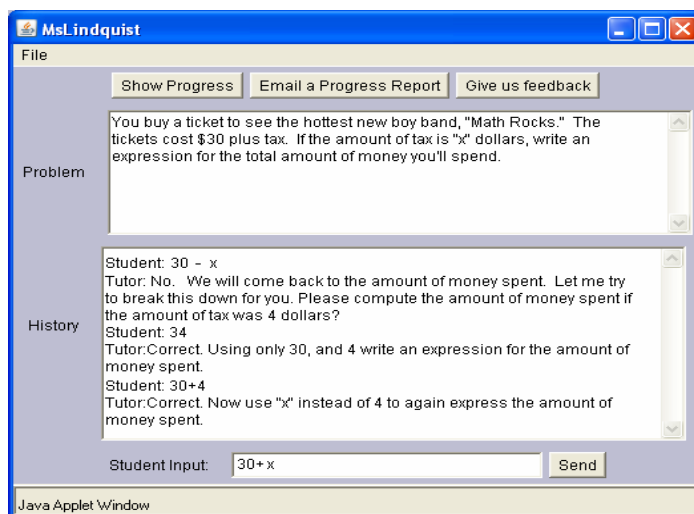 MsLindquist
File
Show Progress Email a Progress Report Give us feedback
Problem
You buy a ticket to see the hottest new boy band, "Math Rocks." The
tickets cost $30 plus tax. If the amount of tax is "x" dollars, write an
expression for the total amount of money you'll spend.
History
Student: 30 - x
Tutor: No. We will come back to the amount of money spent. Let me try
to break this down for you. Please compute the amount of money spent if
the amount of tax was 4 dollars?
Student: 34
Tutor:Correct. Using only 30, and 4 write an expression for the amount of
money spent.
Student: 30+4
Tutor:Correct. Now use "x" instead of 4 to again express the amount of
money spent.
Student Input: 30+x Send
Java Applet Window